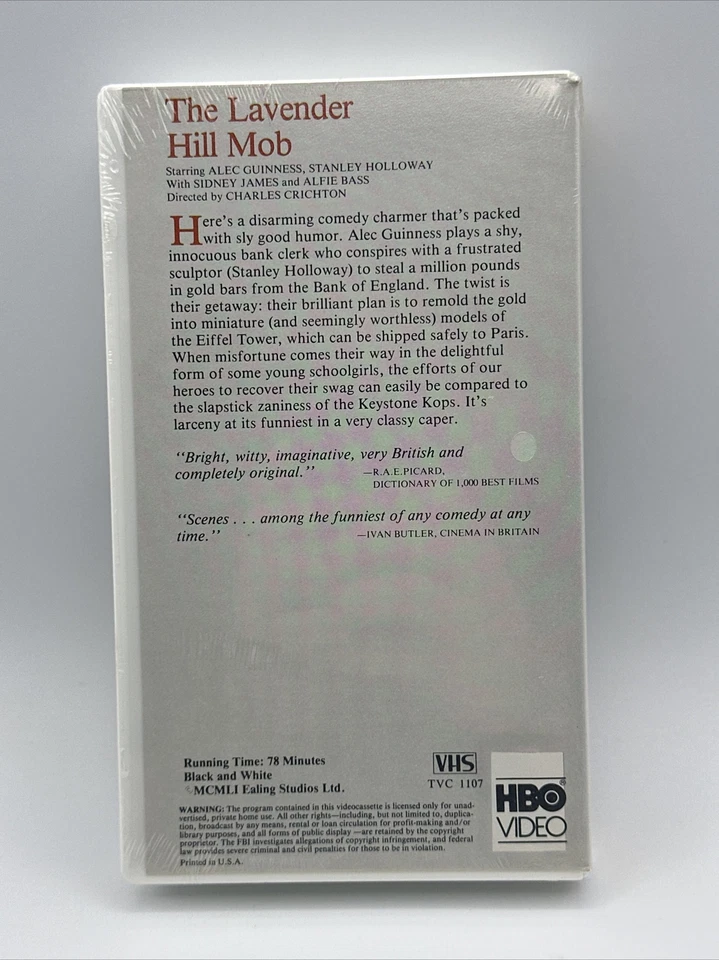 The Lavender
Hill Mob
Starring ALEC GUINNESS, STANLEY HOLLOWAY
With SIDNEY JAMES and ALFIE BASS
Directed by CHARLES CRICHTON
Here's a disarming comedy charmer that's packed
with sly good humor. Alec Guinness plays a shy,
innocuous bank clerk who conspires with a frustrated
sculptor (Stanley Holloway) to steal a million pounds
in gold bars from the Bank of England. The twist is
their getaway: their brilliant plan is to remold the gold
into miniature (and seemingly worthless) models of
the Eiffel Tower, which can be shipped safely to Paris.
When misfortune comes their way in the delightful
form of some young schoolgirls, the efforts of our
heroes to recover their swag can easily be compared to
the slapstick zaniness of the Keystone Kops. It's
larceny at its funniest in a very classy caper.
"Bright, witty, imaginative, very British and
completely original." —R.A.E.PICARD,
DICTIONARY OF 1,000 BEST FILMS
"Scenes . . . among the funniest of any comedy at any
time." —IVAN BUTLER, CINEMA IN BRITAIN
Running Time: 78 Minutes
Black and White
MCMLI Ealing Studios Ltd.
VHS
TVC 1107
HBO®
VIDEO
WARNING: The program contained in this videocassette is licensed only for unad-
vertised, private home use. All other rights—including, but not limited to, duplica-
tion, broadcast by any means, rental or loan circulation for profit-making and/or
library purposes, and all forms of public display —are retained by the copyright
proprietor. The FBI investigates allegations of copyright infringement, and federal
law provides severe criminal and civil penalties for those to be in violation.
Printed in U.S.A.